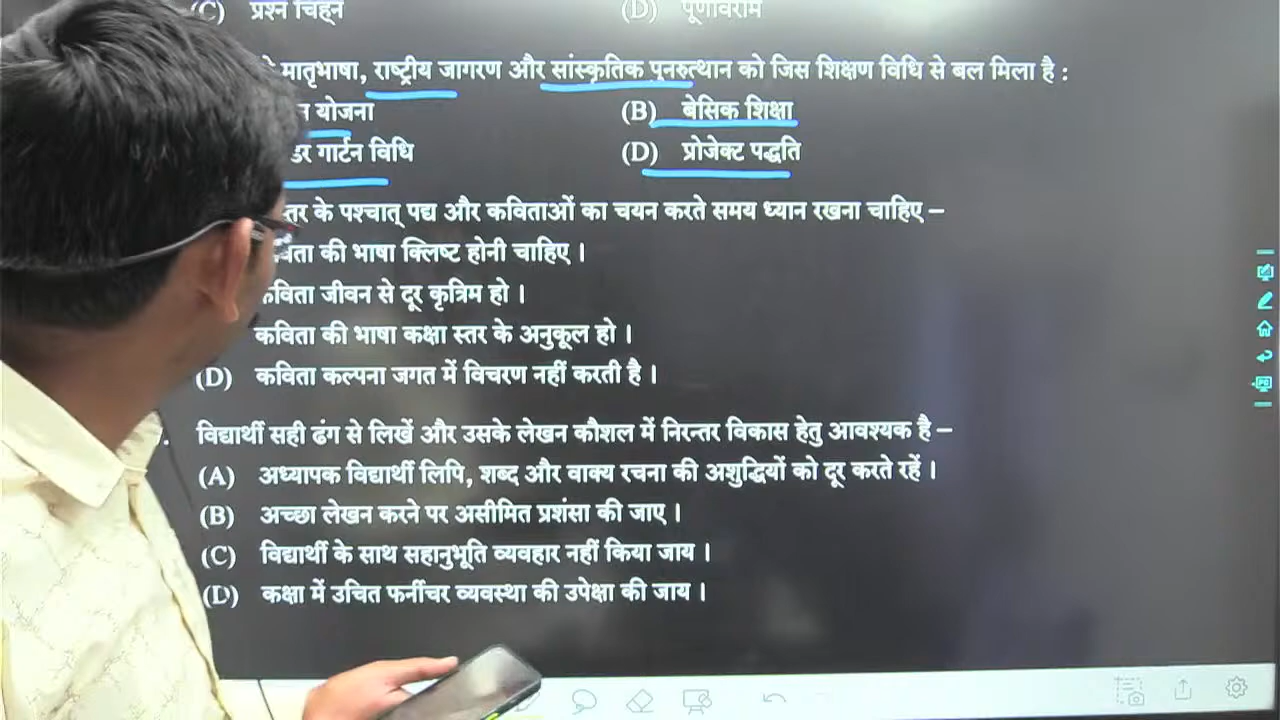 (C) प्रश्न चिह्न (D) पूर्णविराम
मातृभाषा, राष्ट्रीय जागरण और सांस्कृतिक पुनरुत्थान को जिस शिक्षण विधि से बल मिला है :
योजना (B) बेसिक शिक्षा
गार्टन विधि (D) प्रोजेक्ट पद्धति
के पश्चात् पद्य और कविताओं का चयन करते समय ध्यान रखना चाहिए –
की भाषा क्लिष्ट होनी चाहिए ।
कविता जीवन से दूर कृत्रिम हो ।
कविता की भाषा कक्षा स्तर के अनुकूल हो ।
(D) कविता कल्पना जगत में विचरण नहीं करती है ।
विद्यार्थी सही ढंग से लिखें और उसके लेखन कौशल में निरन्तर विकास हेतु आवश्यक है –
(A) अध्यापक विद्यार्थी लिपि, शब्द और वाक्य रचना की अशुद्धियों को दूर करते रहें ।
(B) अच्छा लेखन करने पर असीमित प्रशंसा की जाए ।
(C) विद्यार्थी के साथ सहानुभूति व्यवहार नहीं किया जाय ।
(D) कक्षा में उचित फर्नीचर व्यवस्था की उपेक्षा की जाय ।